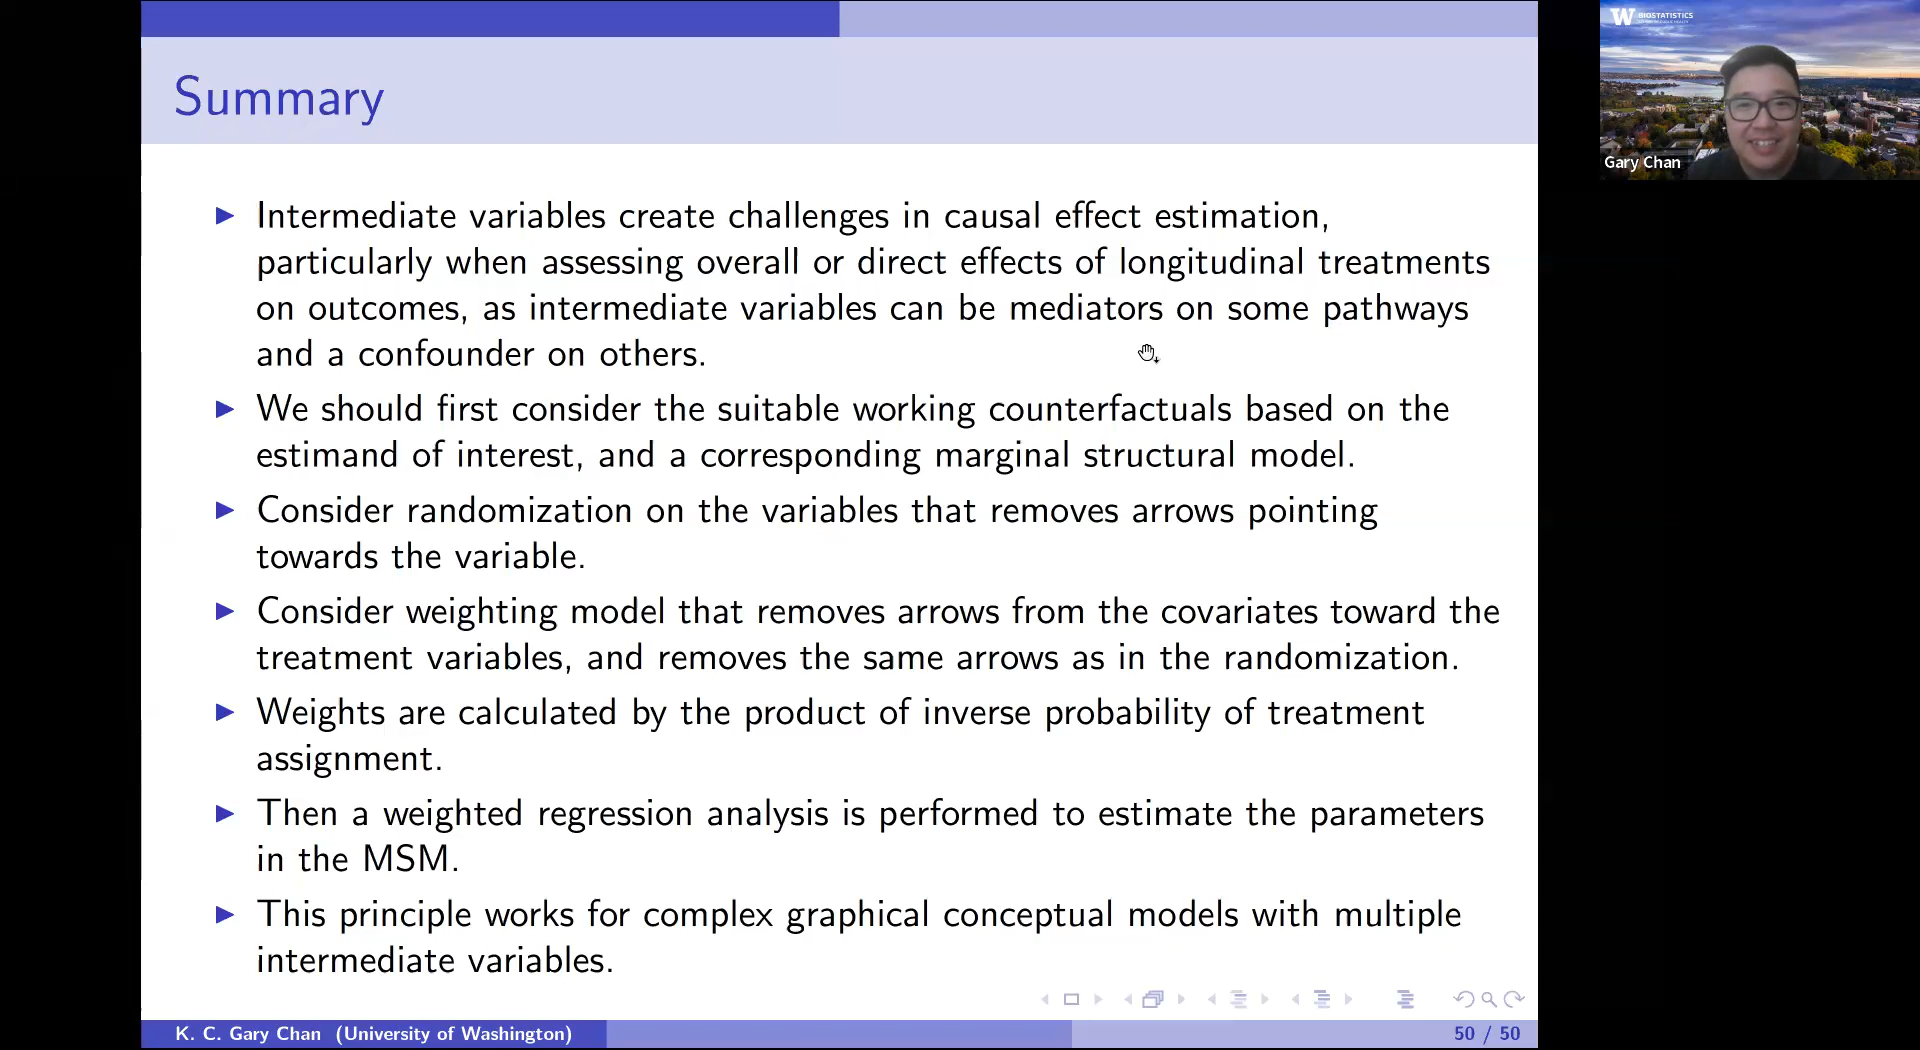 Summary
Intermediate variables create challenges in causal effect estimation,
particularly when assessing overall or direct effects of longitudinal treatments
on outcomes, as intermediate variables can be mediators on some pathways
and a confounder on others.
We should first consider the suitable working counterfactuals based on the
estimand of interest, and a corresponding marginal structural model.
Consider randomization on the variables that removes arrows pointing
towards the variable.
Consider weighting model that removes arrows from the covariates toward the
treatment variables, and removes the same arrows as in the randomization.
Weights are calculated by the product of inverse probability of treatment
assignment.
Then a weighted regression analysis is performed to estimate the parameters
in the MSM.
This principle works for complex graphical conceptual models with multiple
intermediate variables.
K. C. Gary Chan (University of Washington)
50 / 50
W BIOSTATISTICS
Gary Chan